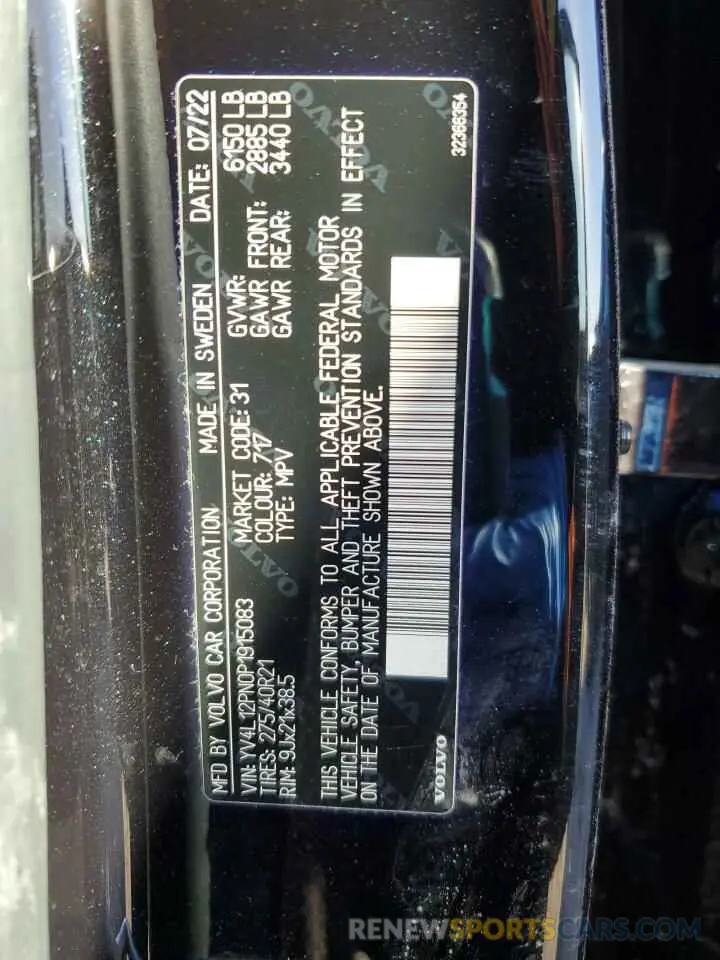 MFD BY VOLVO CAR CORPORATION MADE IN SWEDEN DATE: 07/22
VIN: YV4L12PN0P1915083 MARKET CODE: 31 GVWR: 6150 LB
TIRES: 275/40R21 COLOUR: 717 GAWR FRONT: 2885 LB
RIM: 9Jx21x38.5 TYPE: MPV GAWR REAR: 3440 LB
THIS VEHICLE CONFORMS TO ALL APPLICABLE FEDERAL MOTOR
VEHICLE SAFETY, BUMPER AND THEFT PREVENTION STANDARDS IN EFFECT
ON THE DATE OF MANUFACTURE SHOWN ABOVE.
VOLVO 32366354
RENEWSPORTSCARS.COM